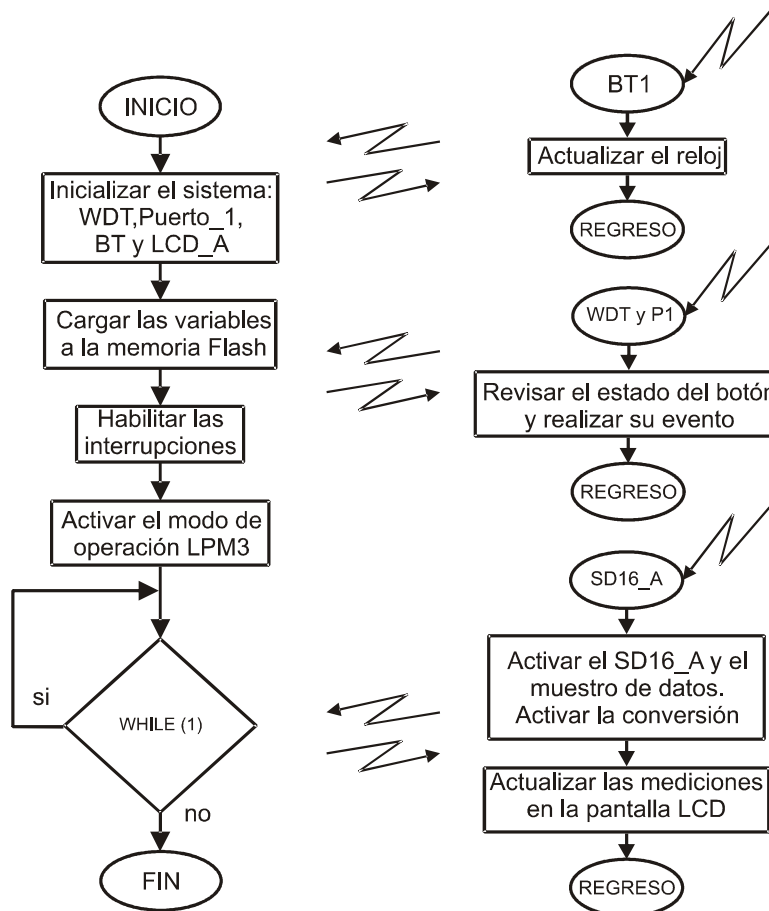 INICIO
Inicializar el sistema:
WDT,Puerto_1,
BT y LCD_A
Cargar las variables
a la memoria Flash
Habilitar las
interrupciones
Activar el modo de
operación LPM3
si
WHILE (1)
no
FIN
BT1
Actualizar el reloj
REGRESO
WDT y P1
Revisar el estado del botón
y realizar su evento
REGRESO
SD16_A
Activar el SD16_A y el
muestro de datos.
Activar la conversión
Actualizar las mediciones
en la pantalla LCD
REGRESO